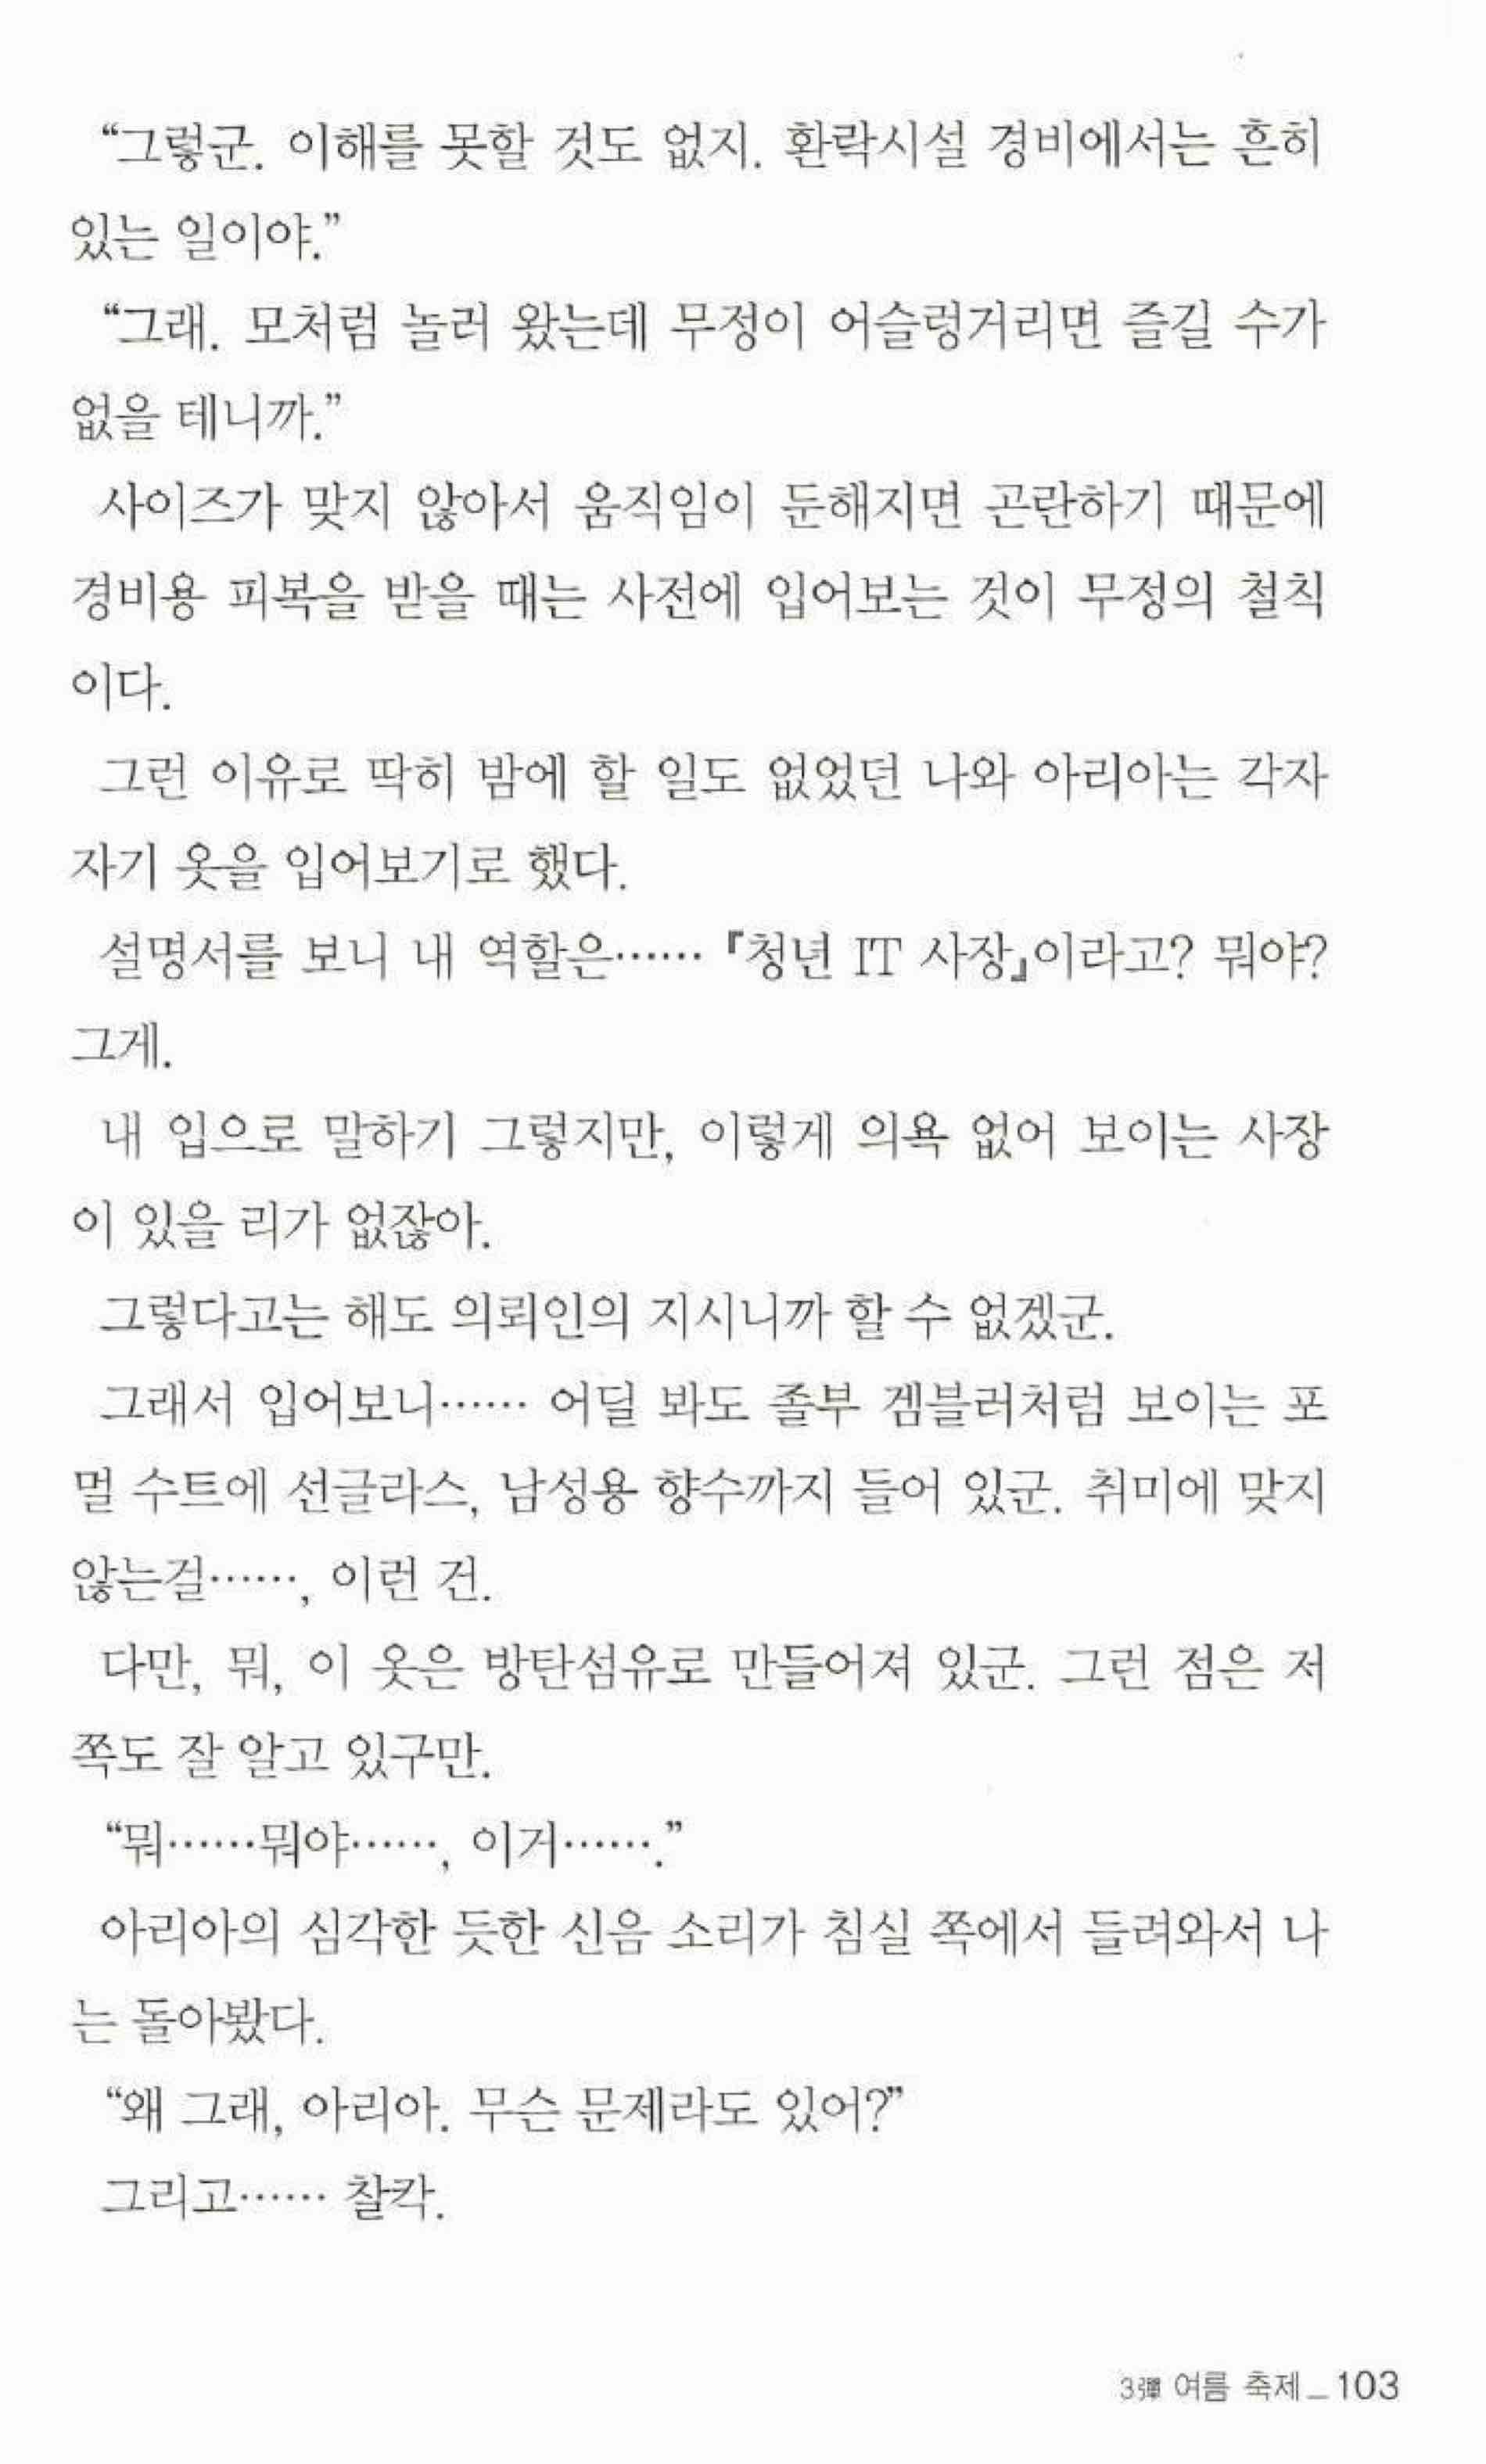 “그렇군. 이해를 못할 것도 없지. 환락시설 경비에서는 흔히
있는 일이야.”
“그래. 모처럼 놀러 왔는데 무정이 어슬렁거리면 즐길 수가
없을 테니까.”
사이즈가 맞지 않아서 움직임이 둔해지면 곤란하기 때문에
경비용 피복을 받을 때는 사전에 입어보는 것이 무정의 철칙
이다.
그런 이유로 딱히 밤에 할 일도 없었던 나와 아리아는 각자
자기 옷을 입어보기로 했다.
설명서를 보니 내 역할은…… 『청년 IT 사장』이라고? 뭐야?
그게.
내 입으로 말하기 그렇지만, 이렇게 의욕 없어 보이는 사장
이 있을 리가 없잖아.
그렇다고는 해도 의뢰인의 지시니까 할 수 없겠군.
그래서 입어보니…… 어딜 봐도 졸부 겜블러처럼 보이는 포
멀 수트에 선글라스, 남성용 향수까지 들어 있군. 취미에 맞지
않는걸……, 이런 건.
다만, 뭐, 이 옷은 방탄섬유로 만들어져 있군. 그런 점은 저
쪽도 잘 알고 있구만.
“뭐……뭐야……, 이거…….”
아리아의 심각한 듯한 신음 소리가 침실 쪽에서 들려와서 나
는 돌아봤다.
“왜 그래, 아리아. 무슨 문제라도 있어?”
그리고…… 찰칵.
3彈 여름 축제_103